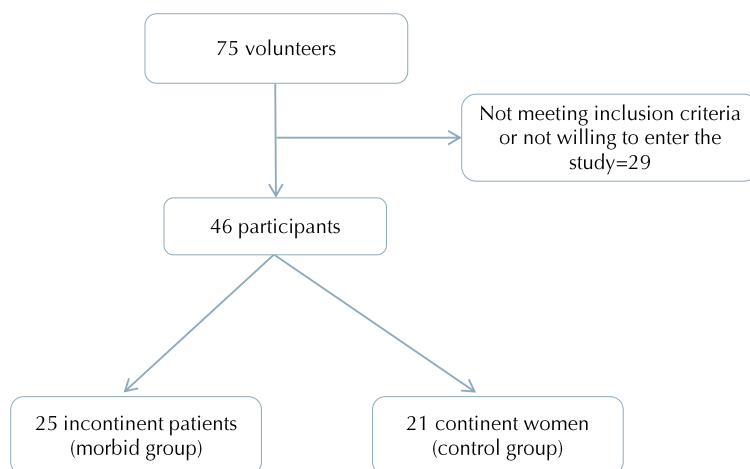 75 volunteers
Not meeting inclusion criteria
or not willing to enter the
study=29
46 participants
25 incontinent patients
(morbid group)
21 continent women
(control group)